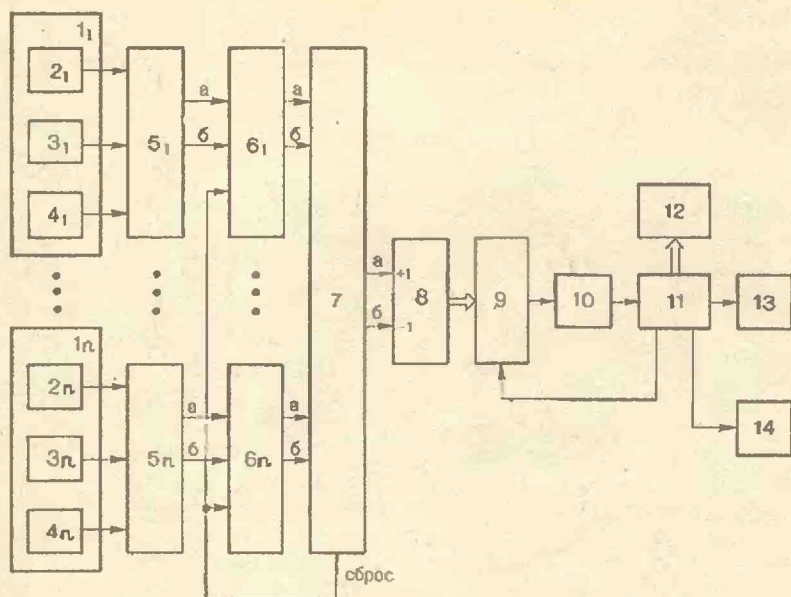 1₁
2₁
3₁
4₁
5₁
а
б
6₁
а
б
7
а
+1
б
-1
8
9
10
11
12
13
14
1n
2n
3n
4n
5n
а
б
6n
а
б
сброс